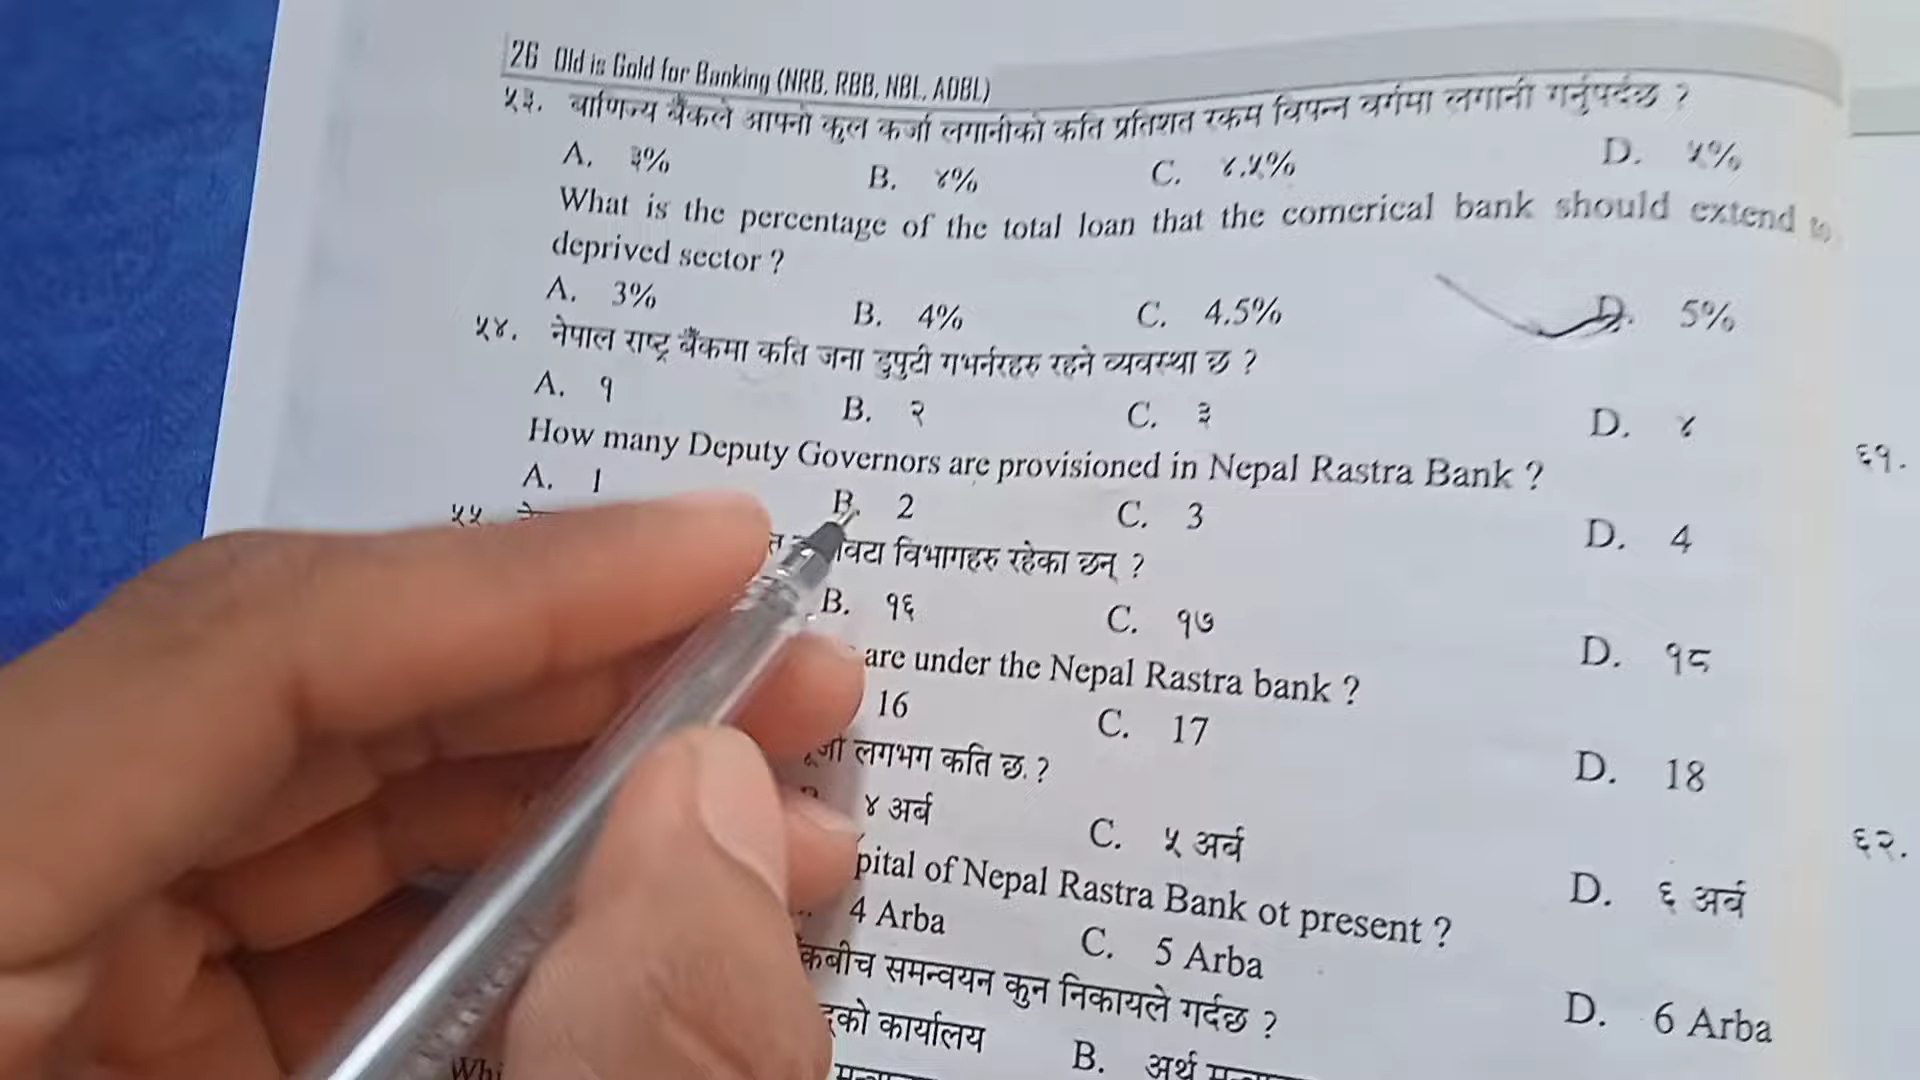 26 Old is Gold for Banking (NRB, RBB, NBL, ADBL)
५३. बाणिज्य बैंकले आफ्नो कुल कर्जा लगानीको कति प्रतिशत रकम विपन्न वर्गमा लगानी गर्नुपर्दछ ?
A. ३% B. ४% C. ४.५% D. ५%
What is the percentage of the total loan that the comerical bank should extend to
deprived sector ?
A. 3% B. 4% C. 4.5% D. 5%
५४. नेपाल राष्ट्र बैंकमा कति जना डुपुटी गभर्नरहरु रहने व्यवस्था छ ?
A. १ B. २ C. ३ D. ४
How many Deputy Governors are provisioned in Nepal Rastra Bank ?
A. 1 B. 2 C. 3 D. 4
५५. विभागहरु रहेका छन् ?
B. १६ C. १७ D. १८
are under the Nepal Rastra bank ?
16 C. 17 D. 18
लगभग कति छ. ?
४ अर्ब C. ५ अर्ब D. ६ अर्ब
pital of Nepal Rastra Bank ot present ?
4 Arba C. 5 Arba D. 6 Arba
कबीच समन्वयन कुन निकायले गर्दछ ?
को कार्यालय B. अर्थ
Whi
६१.
६२.